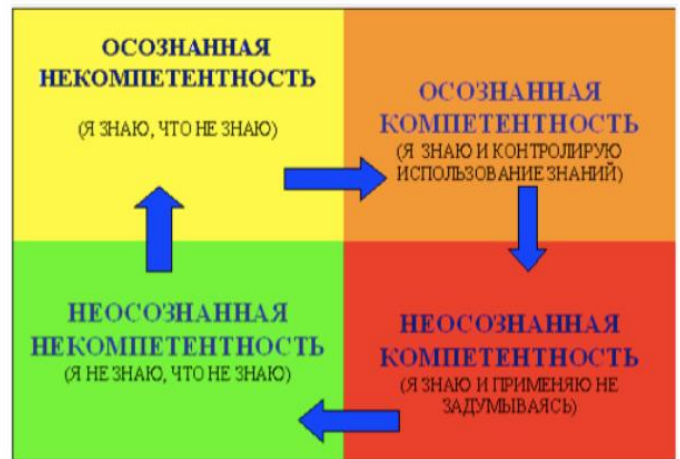 ОСОЗНАННАЯ
НЕКОМПЕТЕНТНОСТЬ
(Я ЗНАЮ, ЧТО НЕ ЗНАЮ)
ОСОЗНАННАЯ
КОМПЕТЕНТНОСТЬ
(Я ЗНАЮ И КОНТРОЛИРУЮ
ИСПОЛЬЗОВАНИЕ ЗНАНИЙ)
НЕОСОЗНАННАЯ
НЕКОМПЕТЕНТНОСТЬ
(Я НЕ ЗНАЮ, ЧТО НЕ ЗНАЮ)
НЕОСОЗНАННАЯ
КОМПЕТЕНТНОСТЬ
(Я ЗНАЮ И ПРИМЕНЯЮ НЕ
ЗАДУМЫВАЯСЬ)